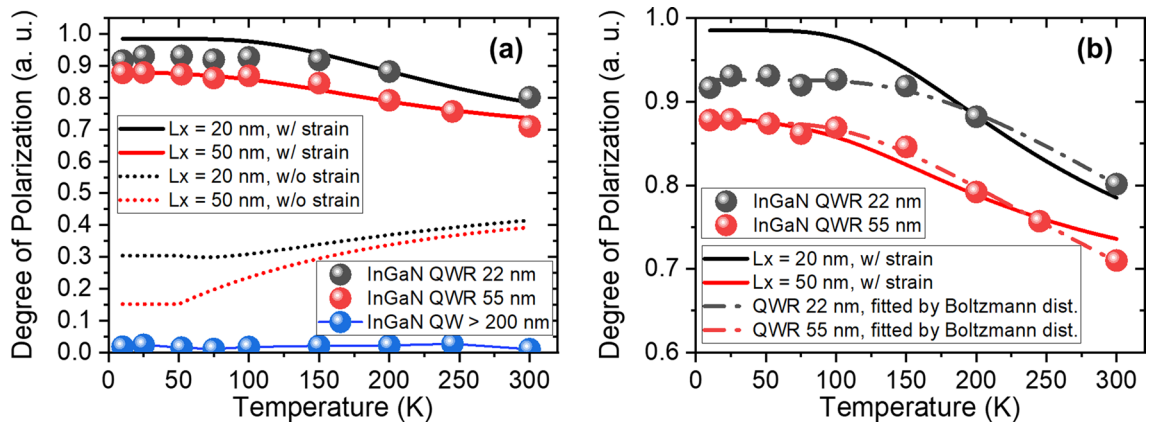 Degree of Polarization (a. u.)
1.0
0.9
0.8
0.7
0.6
0.5
0.4
0.3
0.2
0.1
0.0
(a)
Lx = 20 nm, w/ strain
Lx = 50 nm, w/ strain
Lx = 20 nm, w/o strain
Lx = 50 nm, w/o strain
InGaN QWR 22 nm
InGaN QWR 55 nm
InGaN QW > 200 nm
0 50 100 150 200 250 300
Temperature (K)
Degree of Polarization (a. u.)
1.0
0.9
0.8
0.7
0.6
(b)
InGaN QWR 22 nm
InGaN QWR 55 nm
Lx = 20 nm, w/ strain
Lx = 50 nm, w/ strain
QWR 22 nm, fitted by Boltzmann dist.
QWR 55 nm, fitted by Boltzmann dist.
0 50 100 150 200 250 300
Temperature (K)